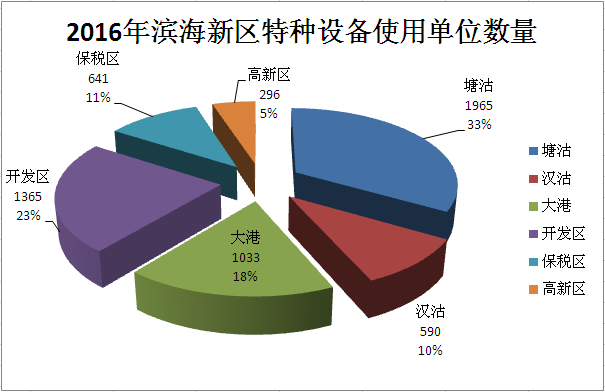 2016年滨海新区特种设备使用单位数量
塘沽
1965
33%
汉沽
590
10%
大港
1033
18%
开发区
1365
23%
保税区
641
11%
高新区
296
5%
塘沽
汉沽
大港
开发区
保税区
高新区